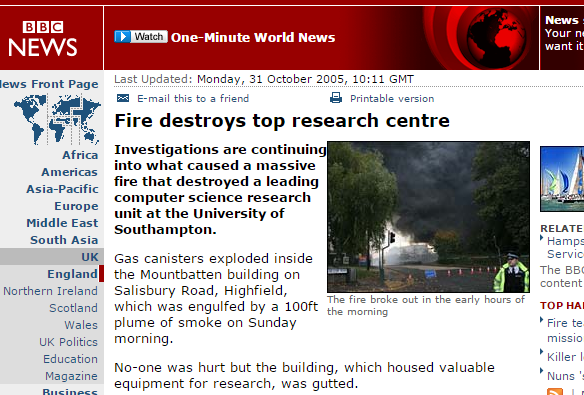 BBC
NEWS
Watch One-Minute World News
News
Your
want it
Last Updated: Monday, 31 October 2005, 10:11 GMT
E-mail this to a friend
Printable version
News Front Page
Africa
Americas
Asia-Pacific
Europe
Middle East
South Asia
UK
England
Northern Ireland
Scotland
Wales
UK Politics
Education
Magazine
Business
Fire destroys top research centre
Investigations are continuing
into what caused a massive
fire that destroyed a leading
computer science research
unit at the University of
Southampton.
Gas canisters exploded inside
the Mountbatten building on
Salisbury Road, Highfield,
which was engulfed by a 100ft
plume of smoke on Sunday
morning.
No-one was hurt but the building, which housed valuable
equipment for research, was gutted.
The fire broke out in the early hours of
the morning
RELATE
Hamps
Servic
The BBC
content
TOP HA
Fire te
missio
Killer l
Nuns 's